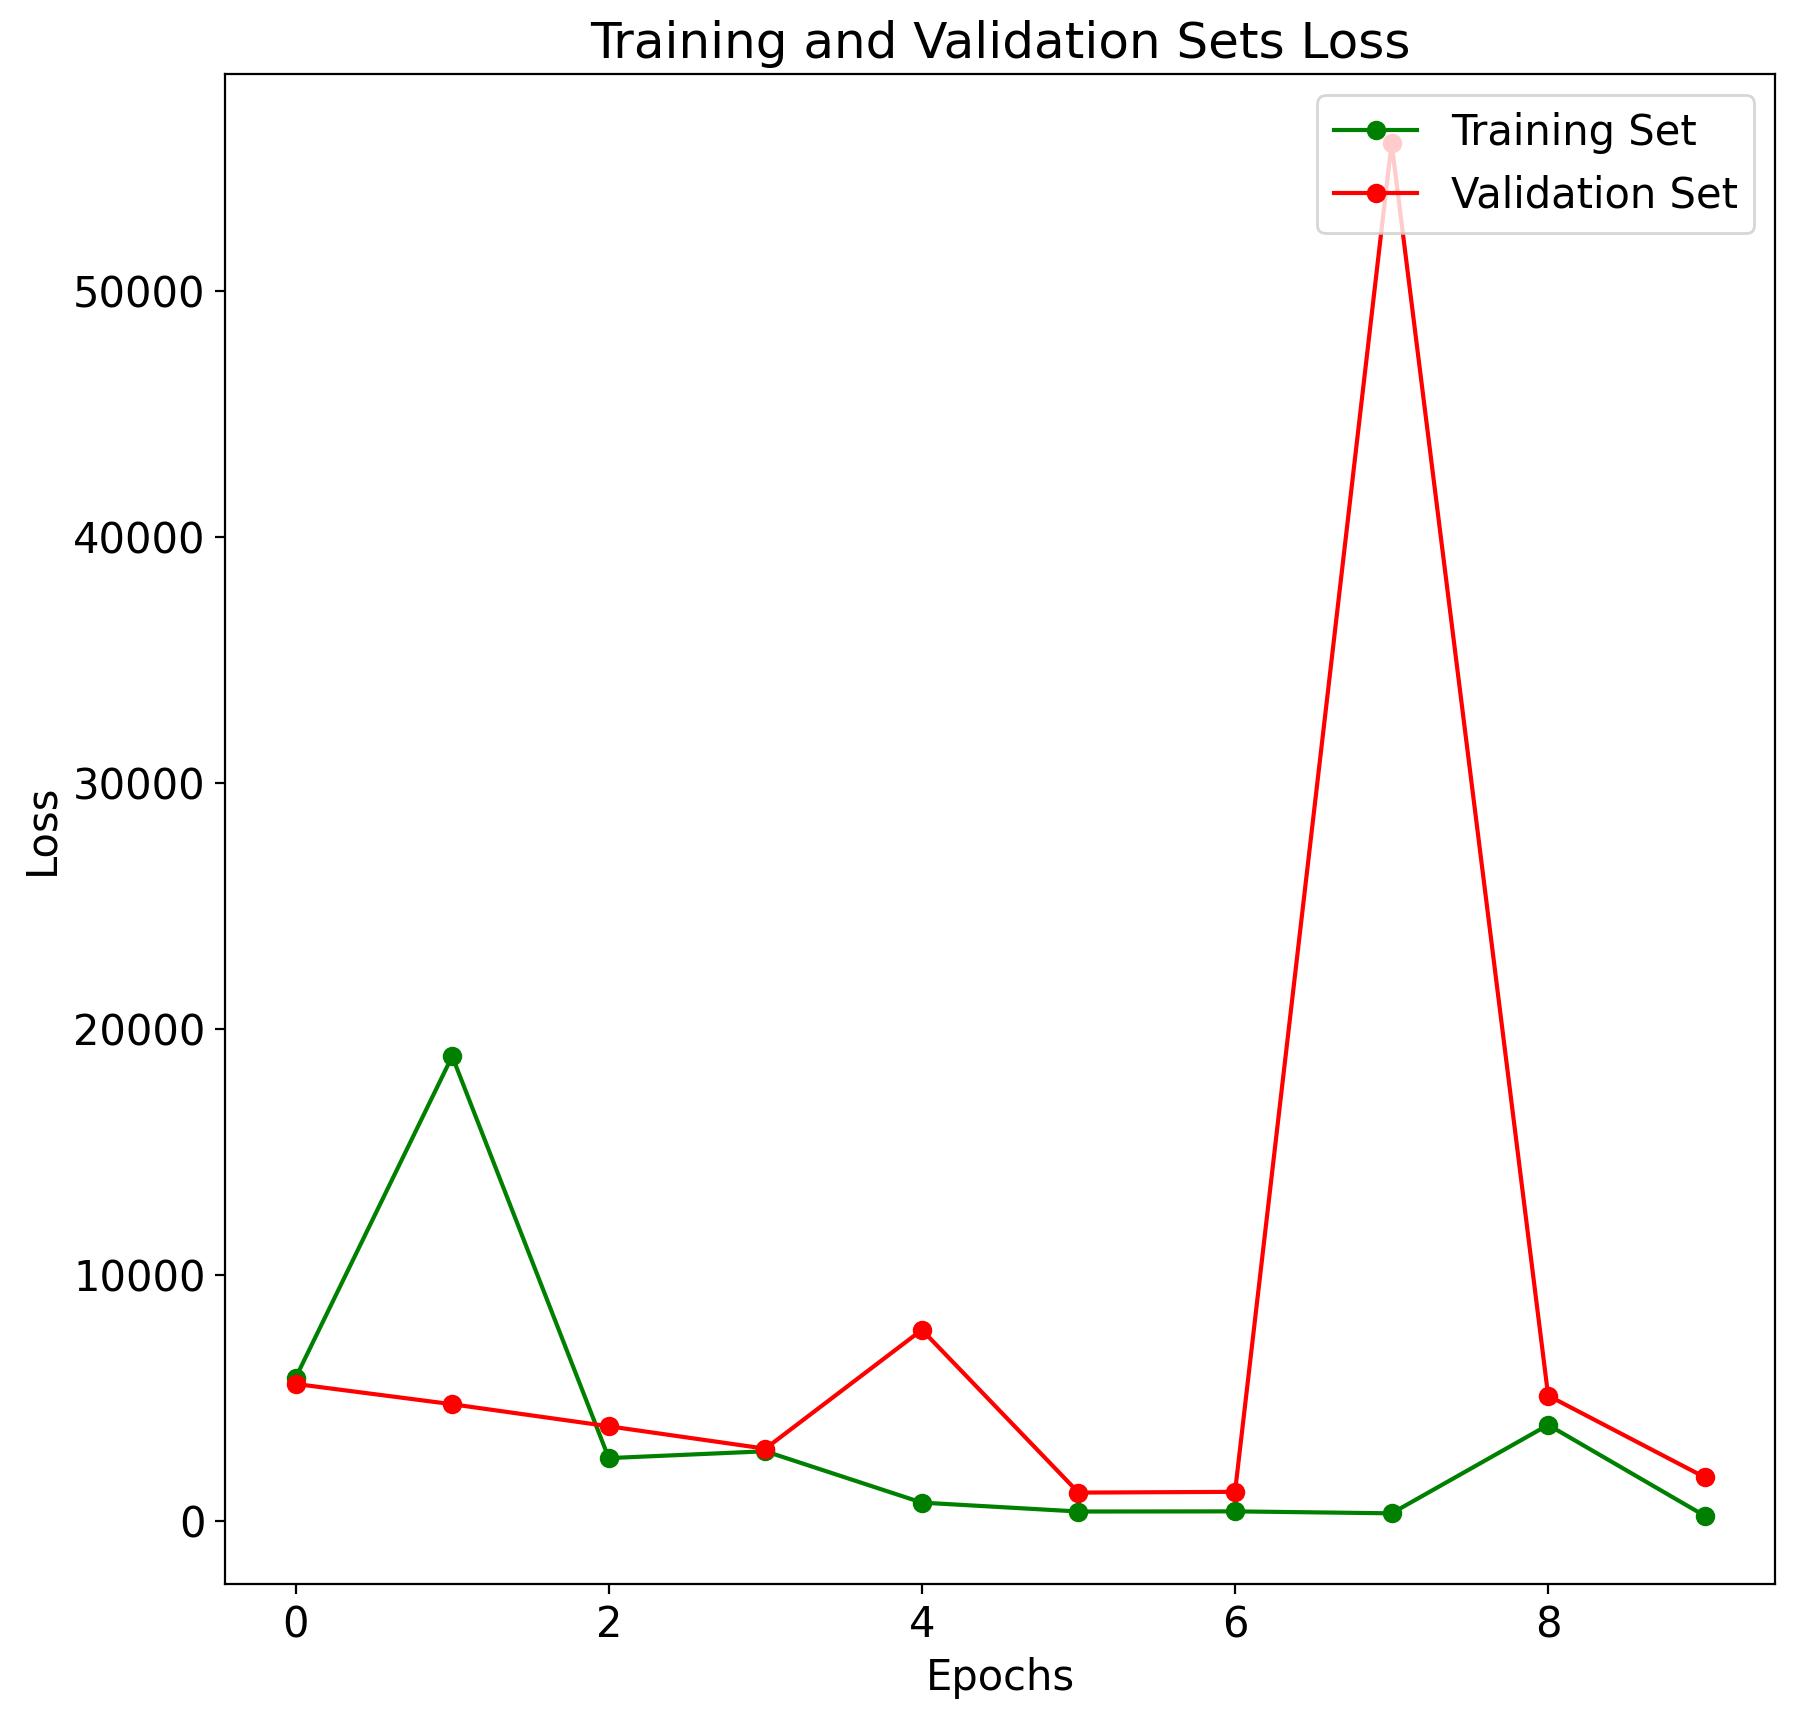 Training and Validation Sets Loss
Training Set
Validation Set
50000
40000
30000
20000
10000
0
Loss
0 2 4 6 8
Epochs